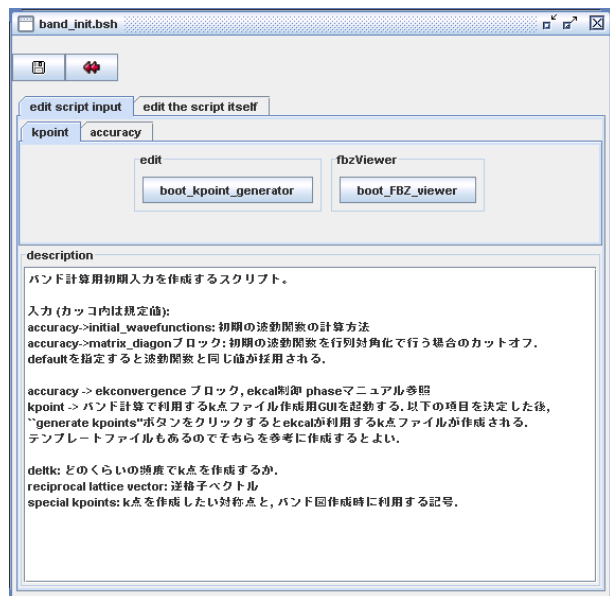 band_init.bsh
edit script input edit the script itself
kpoint accuracy
edit fbzViewer
boot_kpoint_generator boot_FBZ_viewer
description
バンド計算用初期入力を作成するスクリプト。
入力 (カッコ内は規定値):
accuracy->initial_wavefunctions: 初期の波動関数の計算方法
accuracy->matrix_diagonブロック: 初期の波動関数を行列対角化で行う場合のカットオフ.
defaultを指定すると波動関数と同じ値が採用される.
accuracy -> ekconvergence ブロック, ekcal制御 phaseマニュアル参照
kpoint -> バンド計算で利用するk点ファイル作成用GUIを起動する. 以下の項目を決定した後,
``generate kpoints"ボタンをクリックするとekcalが利用するk点ファイルが作成される.
テンプレートファイルもあるのでそちらを参考に作成するとよい.
deltk: どのくらいの頻度でk点を作成するか.
reciprocal lattice vector: 逆格子ベクトル
special kpoints: k点を作成したい対称点と, バンド図作成時に利用する記号.